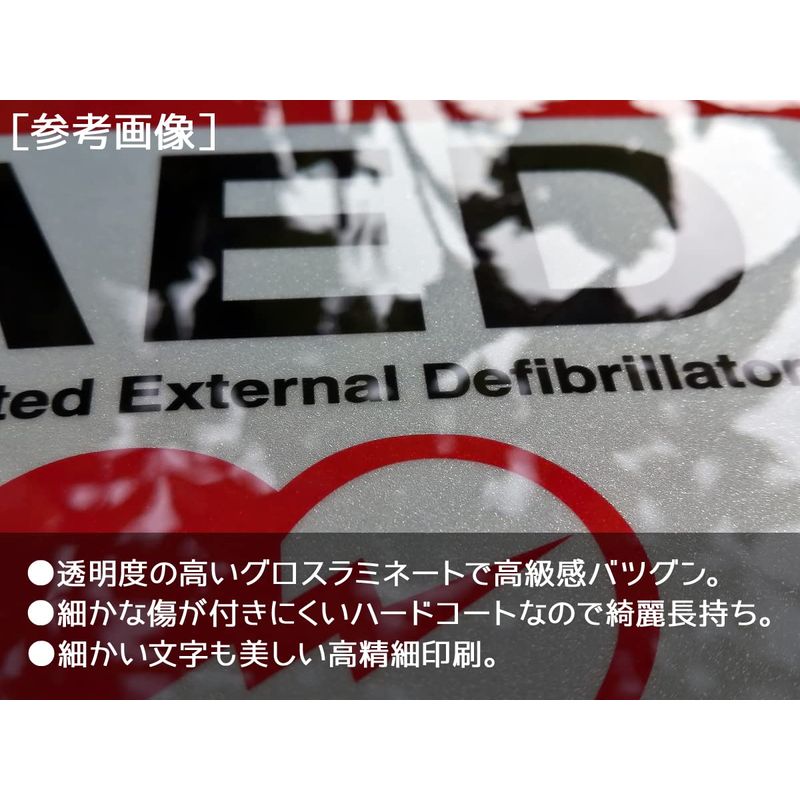 [参考画像]
AED
ted External Defibrillator
●透明度の高いグロスラミネートで高級感バツグン。
●細かな傷が付きにくいハードコートなので綺麗長持ち。
●細かい文字も美しい高精細印刷。